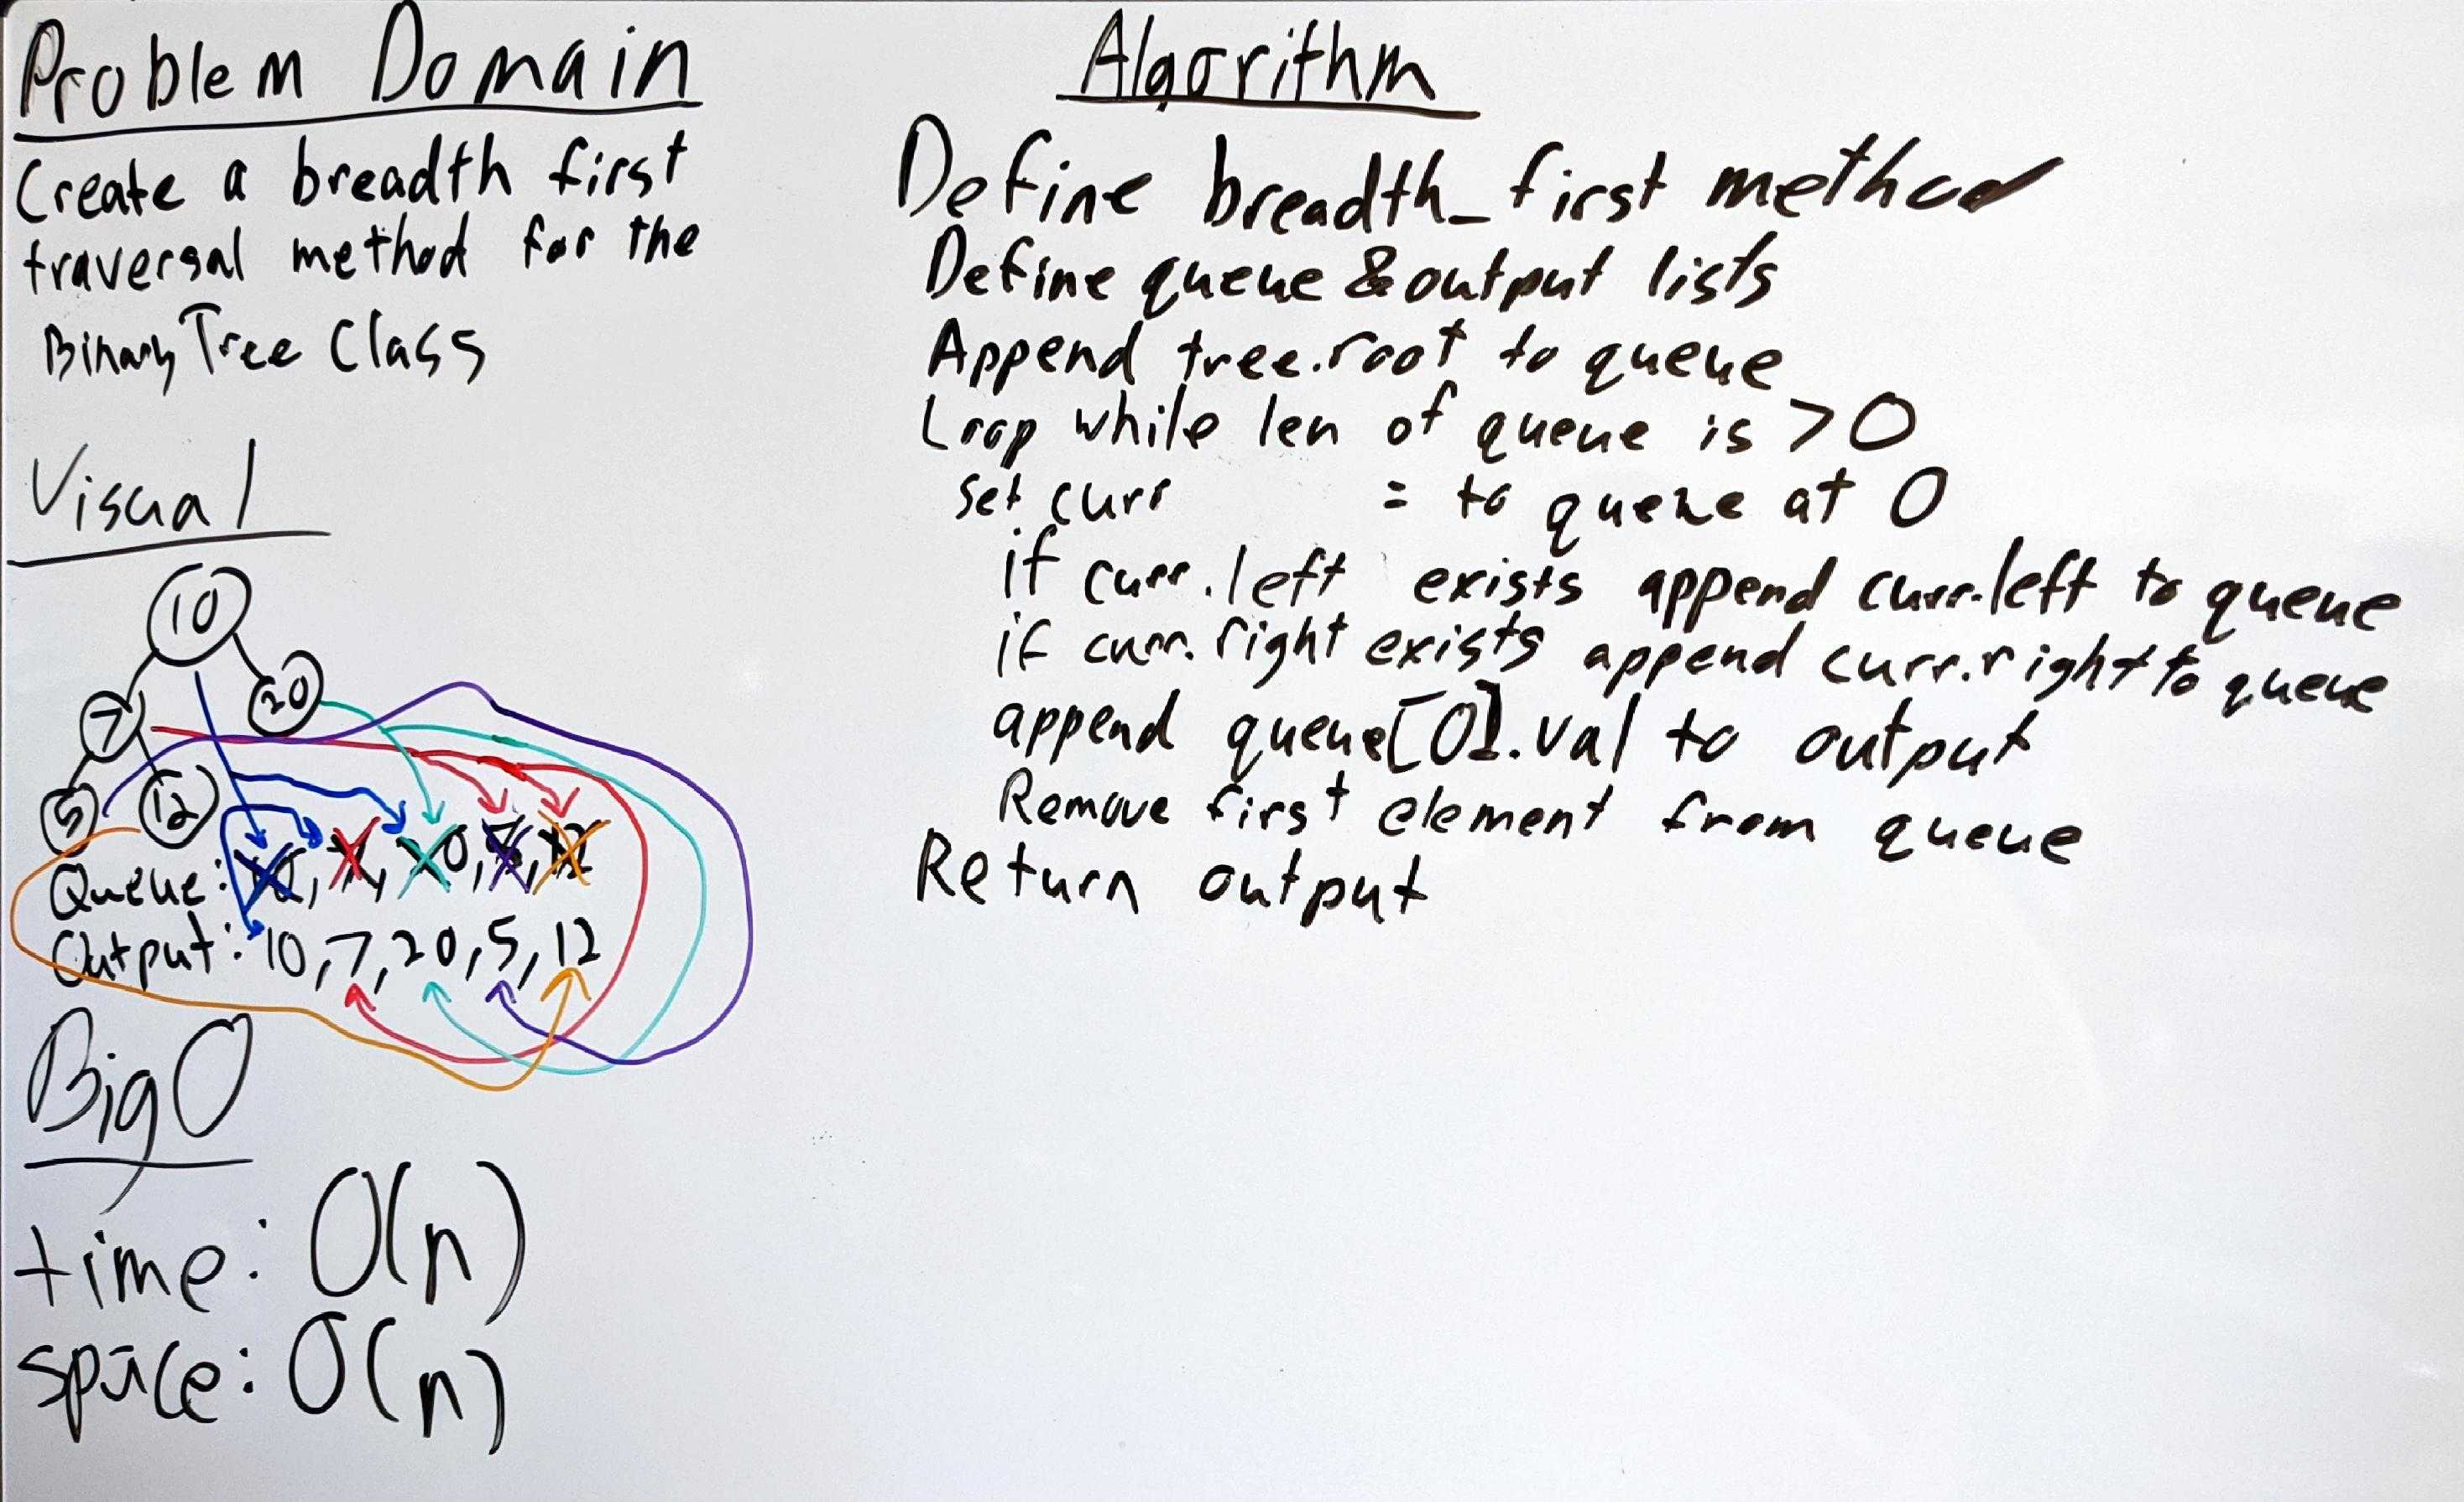 Problem Domain
Create a breadth first
traversal method for the
Binary Tree Class
Visual
10
7
20
5
12
Queue: 10, 7, 20, 5, 12
Output: 10, 7, 20, 5, 12
Big O
time: O(n)
space: O(n)
Algorithm
Define breadth_first method
Define queue & output lists
Append tree.root to queue
Loop while len of queue is > 0
set curr = to queue at 0
if curr.left exists append curr.left to queue
if curr.right exists append curr.right to queue
append queue[0].val to output
Remove first element from queue
Return output